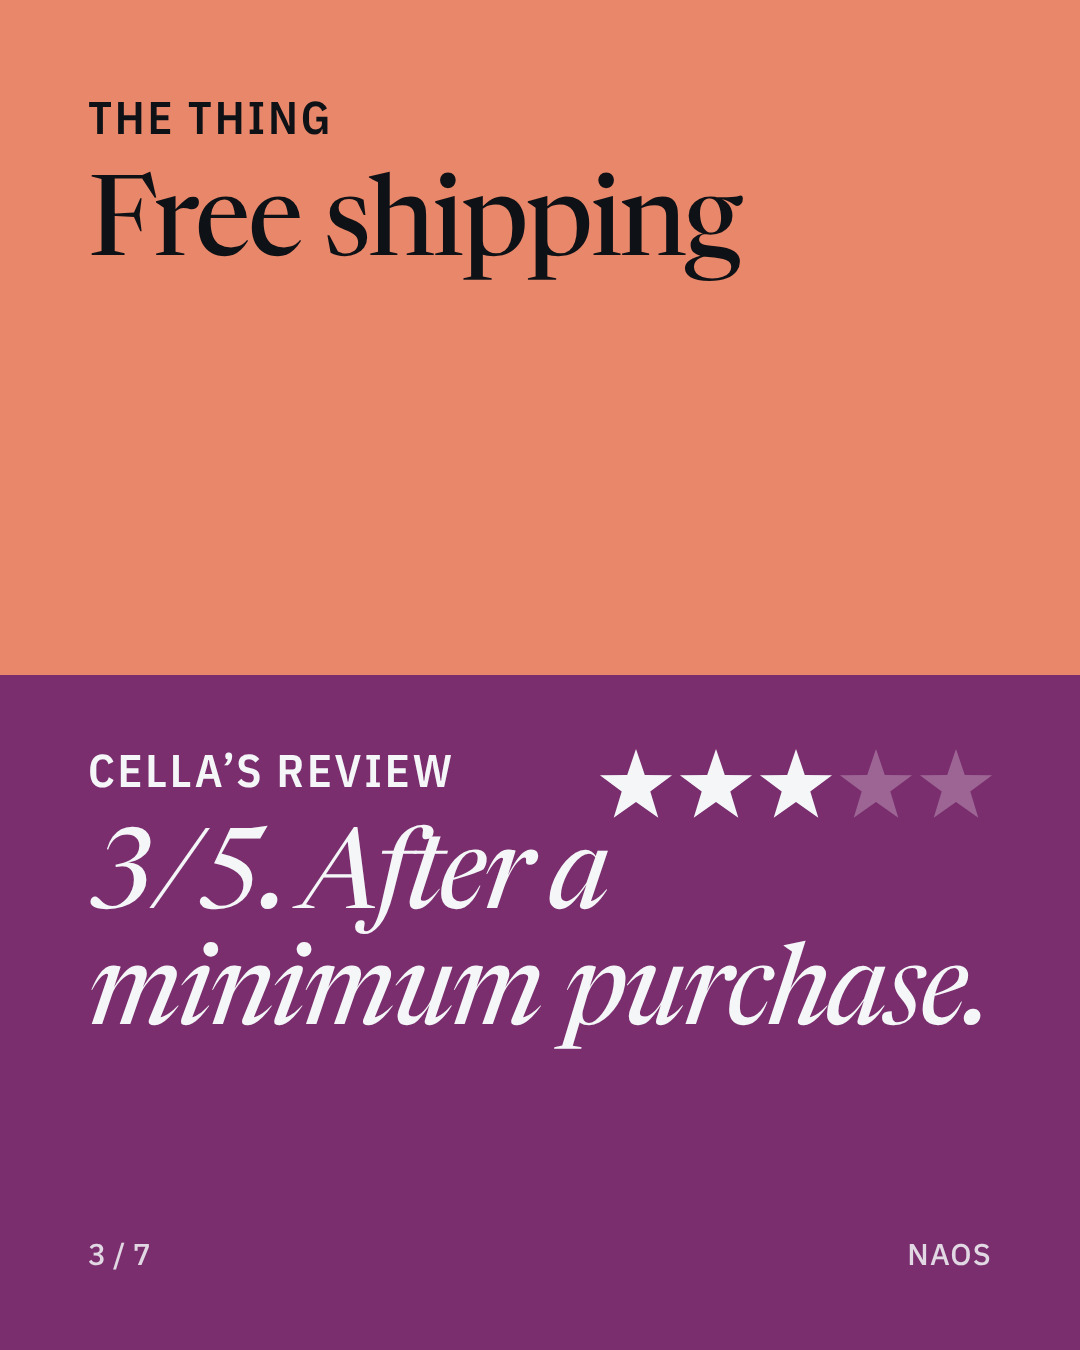 THE THING
Free shipping
CELLA’S REVIEW
3/5. After a
minimum purchase.
3 / 7
NAOS